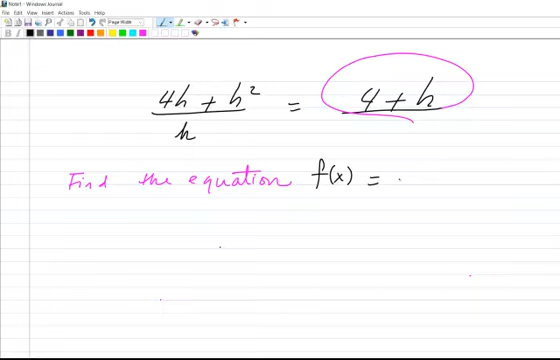 Note1 - Windows Journal
File Edit View Insert Actions Tools Help
Page Width
4h + h² = 4 + h
h
Find the equation f(x) =